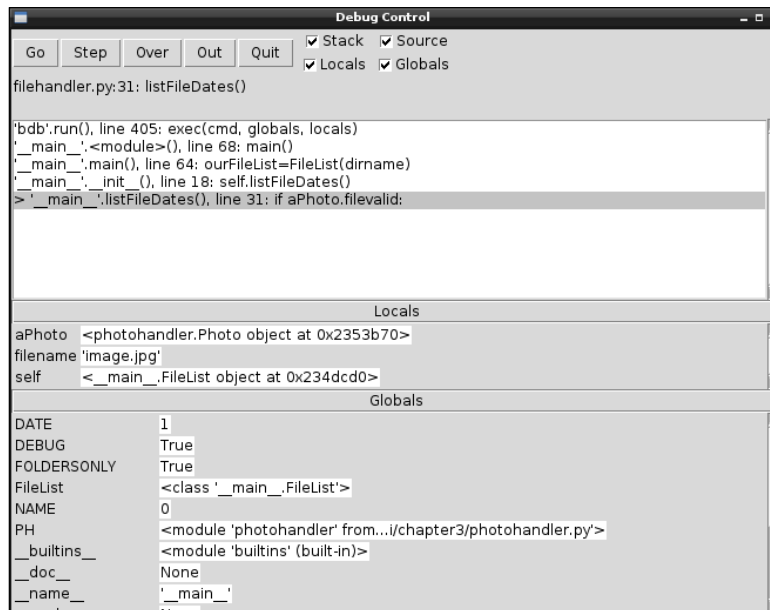 Debug Control
Go Step Over Out Quit Stack Source
Locals Globals
filehandler.py:31: listFileDates()
'bdb'.run(), line 405: exec(cmd, globals, locals)
'__main__'.<module>(), line 68: main()
'__main__'.main(), line 64: ourFileList=FileList(dirname)
'__main__'.__init__(), line 18: self.listFileDates()
> '__main__'.listFileDates(), line 31: if aPhoto.filevalid:
Locals
aPhoto <photohandler.Photo object at 0x2353b70>
filename 'image.jpg'
self <__main__.FileList object at 0x234dcd0>
Globals
DATE 1
DEBUG True
FOLDERSONLY True
FileList <class '__main__.FileList'>
NAME 0
PH <module 'photohandler' from...i/chapter3/photohandler.py'>
__builtins__ <module 'builtins' (built-in)>
__doc__ None
__name__ '__main__'